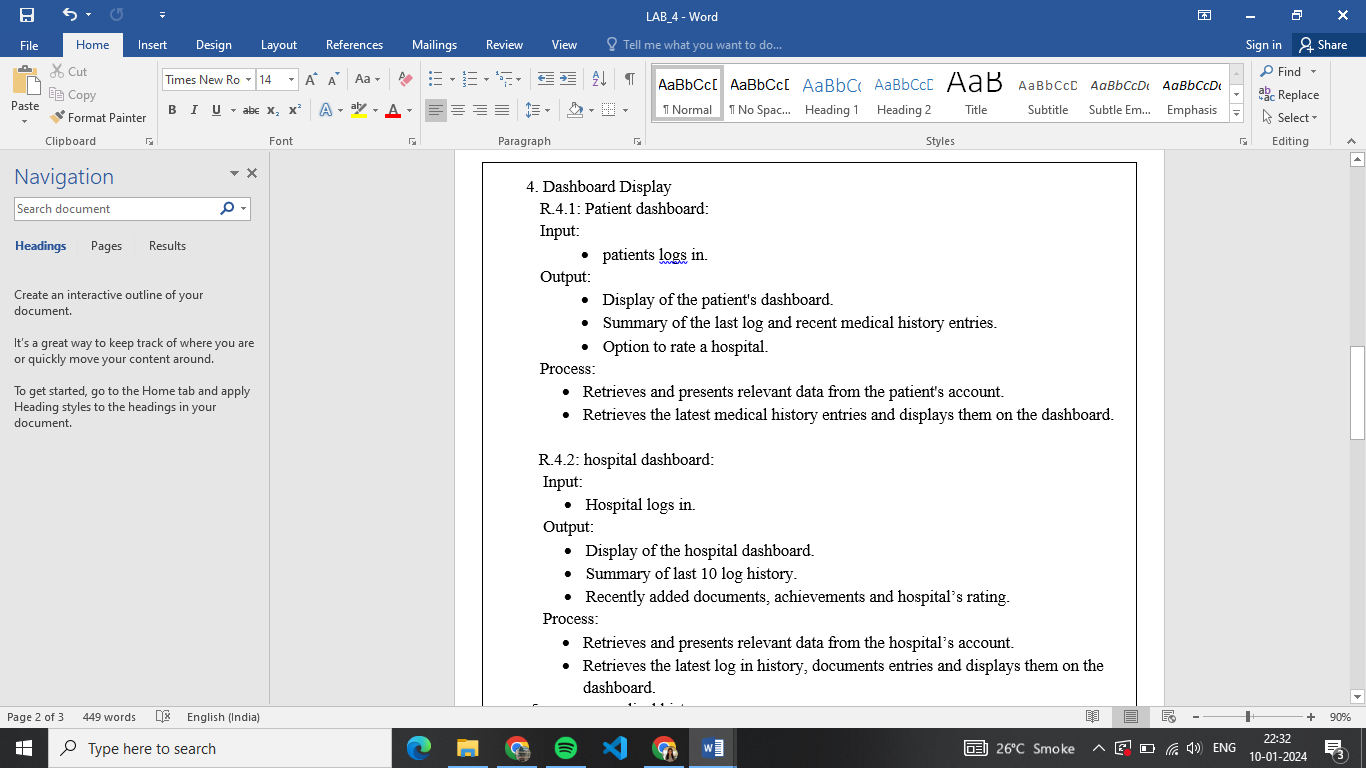 LAB_4 - Word
File Home Insert Design Layout References Mailings Review View Tell me what you want to do... Sign in Share
Cut
Copy
Format Painter
Paste
Times New Ro 14
Aa
B I U abc x₂ x² A ab A
AaBbCcI AaBbCcI AaBbCc AaBbCcD AaB AaBbCcD AaBbCcDc AaBbCcDc
¶ Normal ¶ No Spac... Heading 1 Heading 2 Title Subtitle Subtle Em... Emphasis
Find
Replace
Select
Clipboard Font Paragraph Styles Editing
Navigation
Search document
Headings Pages Results
Create an interactive outline of your
document.
It's a great way to keep track of where you are
or quickly move your content around.
To get started, go to the Home tab and apply
Heading styles to the headings in your
document.
4. Dashboard Display
R.4.1: Patient dashboard:
Input:
• patients logs in.
Output:
• Display of the patient's dashboard.
• Summary of the last log and recent medical history entries.
• Option to rate a hospital.
Process:
• Retrieves and presents relevant data from the patient's account.
• Retrieves the latest medical history entries and displays them on the dashboard.
R.4.2: hospital dashboard:
Input:
• Hospital logs in.
Output:
• Display of the hospital dashboard.
• Summary of last 10 log history.
• Recently added documents, achievements and hospital’s rating.
Process:
• Retrieves and presents relevant data from the hospital’s account.
• Retrieves the latest log in history, documents entries and displays them on the
dashboard.
Page 2 of 3 449 words English (India) 90%
Type here to search
26°C Smoke ENG
22:32
10-01-2024
3